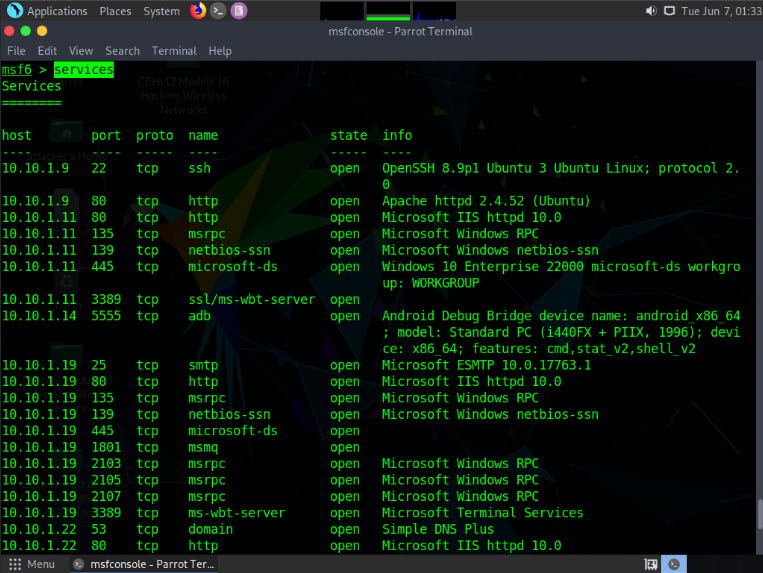 Applications Places System Tue Jun 7, 01:33
msfconsole - Parrot Terminal
File Edit View Search Terminal Help
msf6 > services
Services
========
host port proto name state info
---- ---- ----- ---- ----- ----
10.10.1.9 22 tcp ssh open OpenSSH 8.9p1 Ubuntu 3 Ubuntu Linux; protocol 2.
0
10.10.1.9 80 tcp http open Apache httpd 2.4.52 (Ubuntu)
10.10.1.11 80 tcp http open Microsoft IIS httpd 10.0
10.10.1.11 135 tcp msrpc open Microsoft Windows RPC
10.10.1.11 139 tcp netbios-ssn open Microsoft Windows netbios-ssn
10.10.1.11 445 tcp microsoft-ds open Windows 10 Enterprise 22000 microsoft-ds workgro
up: WORKGROUP
10.10.1.11 3389 tcp ssl/ms-wbt-server open
10.10.1.14 5555 tcp adb open Android Debug Bridge device name: android_x86_64
; model: Standard PC (i440FX + PIIX, 1996); devi
ce: x86_64; features: cmd,stat_v2,shell_v2
10.10.1.19 25 tcp smtp open Microsoft ESMTP 10.0.17763.1
10.10.1.19 80 tcp http open Microsoft IIS httpd 10.0
10.10.1.19 135 tcp msrpc open Microsoft Windows RPC
10.10.1.19 139 tcp netbios-ssn open Microsoft Windows netbios-ssn
10.10.1.19 445 tcp microsoft-ds open
10.10.1.19 1801 tcp msmq open
10.10.1.19 2103 tcp msrpc open Microsoft Windows RPC
10.10.1.19 2105 tcp msrpc open Microsoft Windows RPC
10.10.1.19 2107 tcp msrpc open Microsoft Windows RPC
10.10.1.19 3389 tcp ms-wbt-server open Microsoft Terminal Services
10.10.1.22 53 tcp domain open Simple DNS Plus
10.10.1.22 80 tcp http open Microsoft IIS httpd 10.0
CEHv12 Module 16
Hacking Wireless
Networks
Menu msfconsole - Parrot Ter...